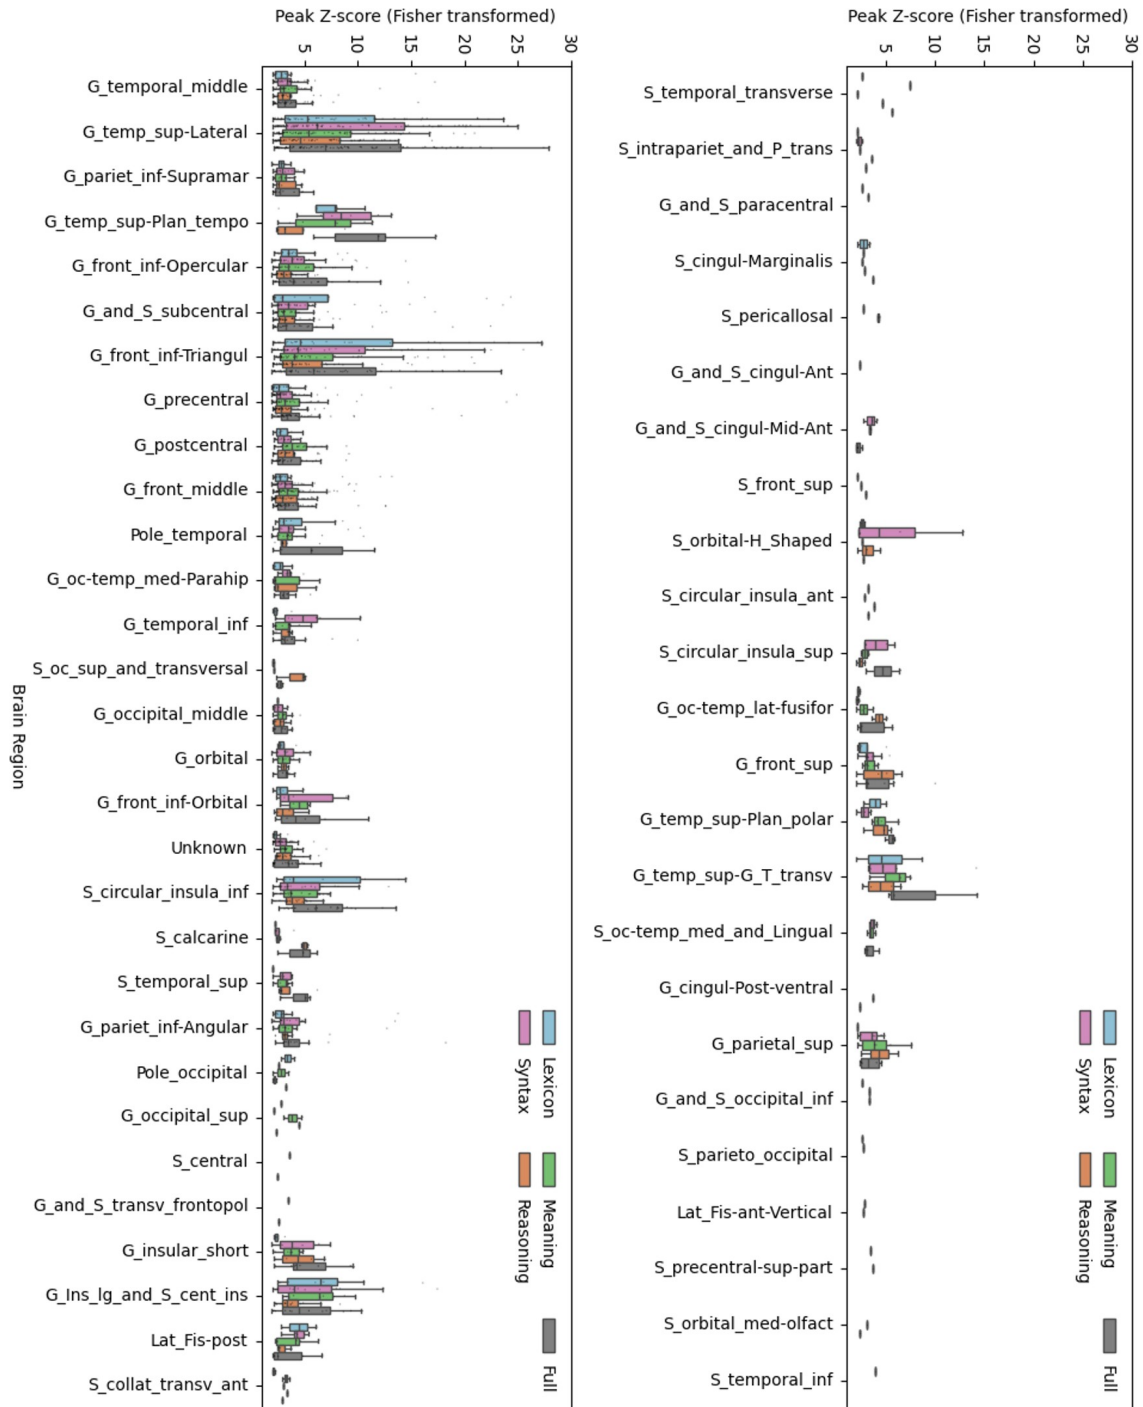 Peak Z-score (Fisher transformed)
5
10
15
20
25
30
G_temporal_middle
G_temp_sup-Lateral
G_pariet_inf-Supramar
G_temp_sup-Plan_tempo
G_front_inf-Opercular
G_and_S_subcentral
G_front_inf-Triangul
G_precentral
G_postcentral
G_front_middle
Pole_temporal
G_oc-temp_med-Parahip
G_temporal_inf
S_oc_sup_and_transversal
G_occipital_middle
G_orbital
G_front_inf-Orbital
Unknown
S_circular_insula_inf
S_calcarine
S_temporal_sup
G_pariet_inf-Angular
Pole_occipital
G_occipital_sup
S_central
G_and_S_transv_frontopol
G_insular_short
G_Ins_lg_and_S_cent_ins
Lat_Fis-post
S_collat_transv_ant
Brain Region
Lexicon
Syntax
Meaning
Reasoning
Full
Peak Z-score (Fisher transformed)
5
10
15
20
25
30
S_temporal_transverse
S_intrapariet_and_P_trans
G_and_S_paracentral
S_cingul-Marginalis
S_pericallosal
G_and_S_cingul-Ant
G_and_S_cingul-Mid-Ant
S_front_sup
S_orbital-H_Shaped
S_circular_insula_ant
S_circular_insula_sup
G_oc-temp_lat-fusifor
G_front_sup
G_temp_sup-Plan_polar
G_temp_sup-G_T_transv
S_oc-temp_med_and_Lingual
G_cingul-Post-ventral
G_parietal_sup
G_and_S_occipital_inf
S_parieto_occipital
Lat_Fis-ant-Vertical
S_precentral-sup-part
S_orbital_med-olfact
S_temporal_inf
Lexicon
Syntax
Meaning
Reasoning
Full